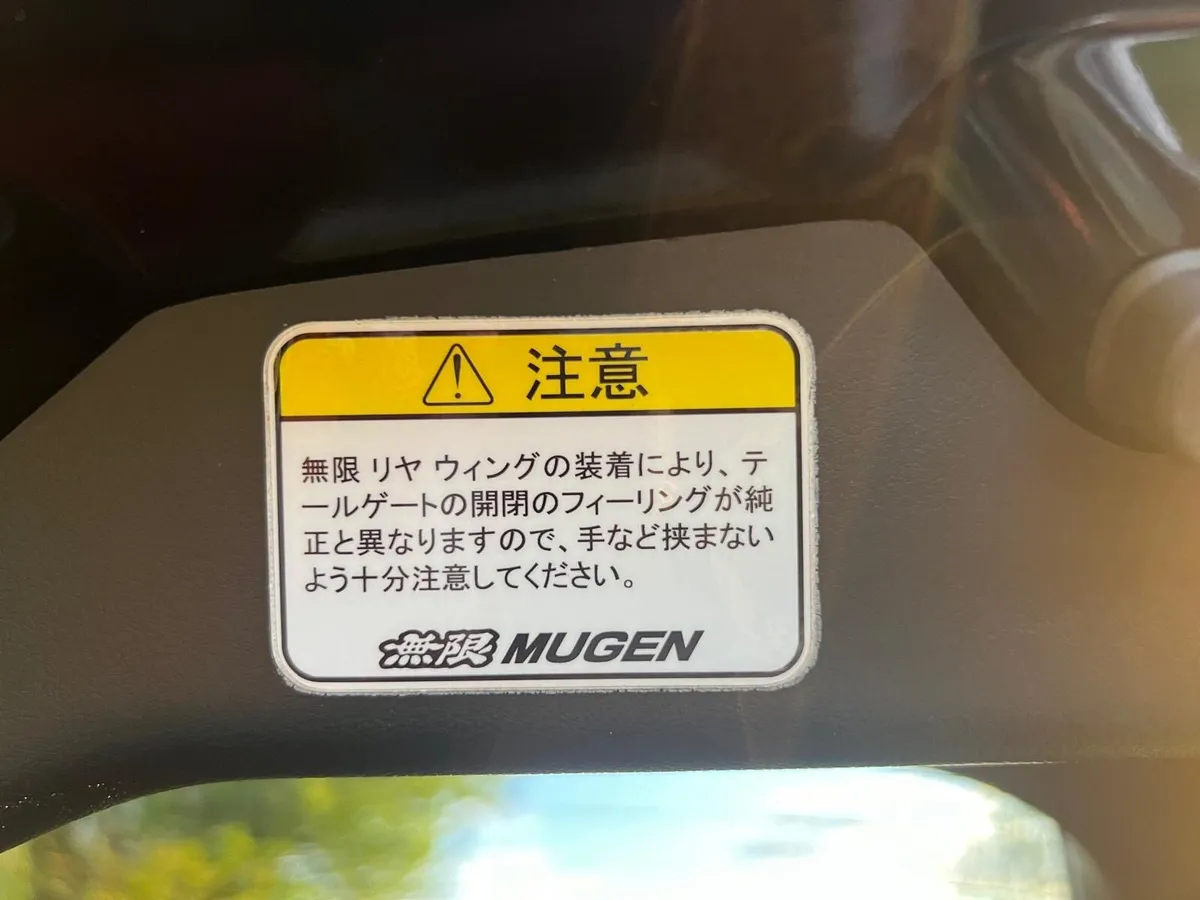 注意
無限 リヤ ウィングの装着により、テ
ールゲートの開閉のフィーリングが純
正と異なりますので、手など挟まない
よう十分注意してください。
無限 MUGEN